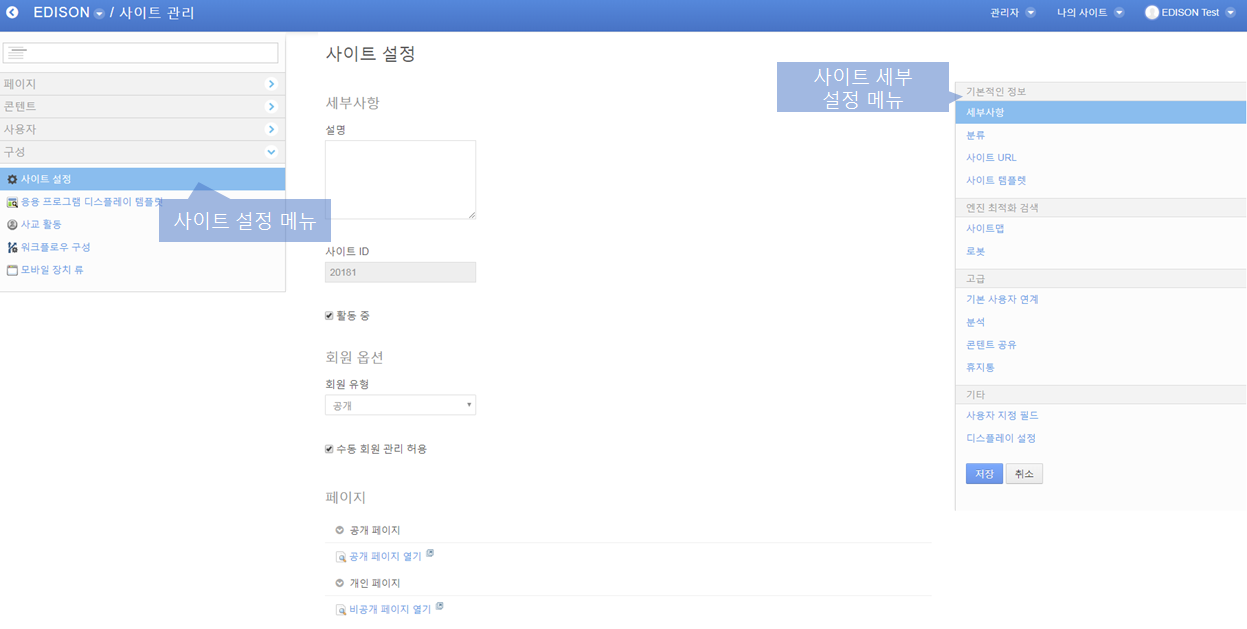 EDISON / 사이트 관리
관리자
나의 사이트
EDISON Test
페이지
콘텐트
사용자
구성
사이트 설정
응용 프로그램 디스플레이 템플릿
사교 활동
워크플로우 구성
모바일 장치 류
사이트 설정 메뉴
사이트 설정
세부사항
설명
사이트 ID
20181
활동 중
회원 옵션
회원 유형
공개
수동 회원 관리 허용
페이지
공개 페이지
공개 페이지 열기
개인 페이지
비공개 페이지 열기
사이트 세부
설정 메뉴
기본적인 정보
세부사항
분류
사이트 URL
사이트 템플렛
엔진 최적화 검색
사이트맵
로봇
고급
기본 사용자 연계
분석
콘텐트 공유
휴지통
기타
사용자 지정 필드
디스플레이 설정
저장
취소